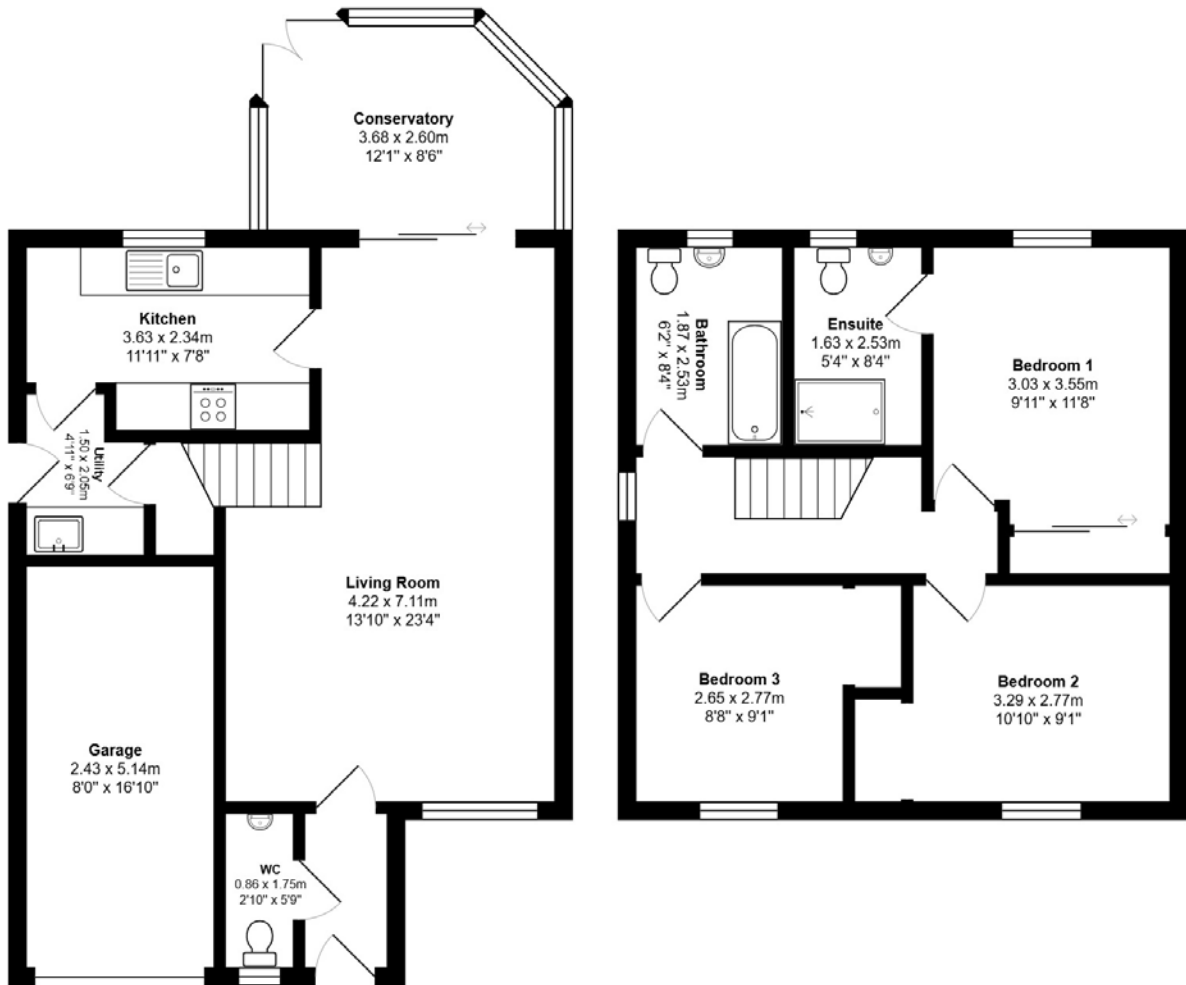 Conservatory
3.68 x 2.60m
12'1" x 8'6"
Kitchen
3.63 x 2.34m
11'11" x 7'8"
Utility
1.50 x 2.05m
4'11" x 6'9"
Living Room
4.22 x 7.11m
13'10" x 23'4"
Garage
2.43 x 5.14m
8'0" x 16'10"
WC
0.86 x 1.75m
2'10" x 5'9"
Bathroom
1.87 x 2.53m
6'2" x 8'4"
Ensuite
1.63 x 2.53m
5'4" x 8'4"
Bedroom 1
3.03 x 3.55m
9'11" x 11'8"
Bedroom 3
2.65 x 2.77m
8'8" x 9'1"
Bedroom 2
3.29 x 2.77m
10'10" x 9'1"